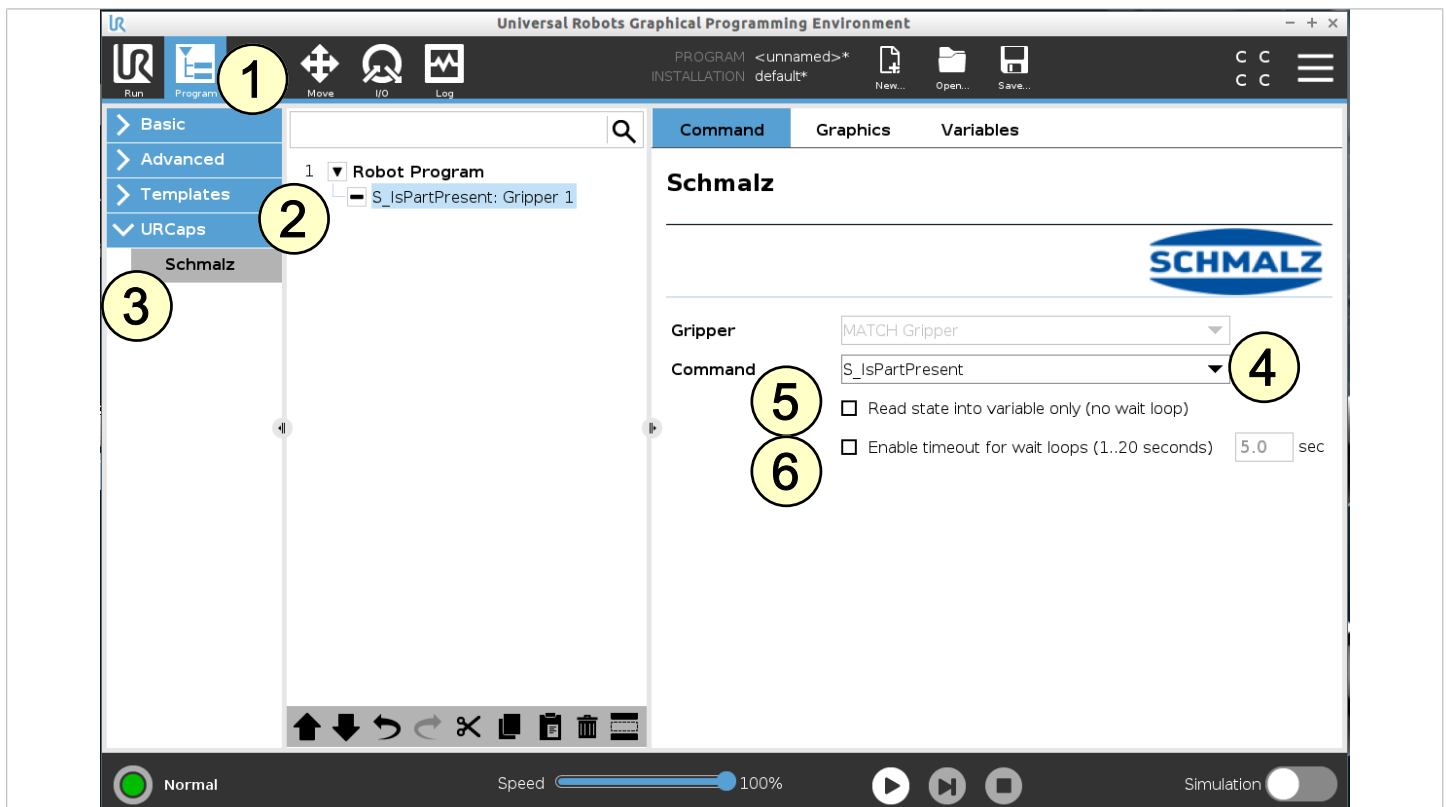 UR Universal Robots Graphical Programming Environment
UR
Run Program 1 Move I/O Log
PROGRAM <unnamed>*
INSTALLATION default*
New... Open... Save...
C C
C C
Basic
Advanced
Templates
URCaps
Schmalz
2
3
1 Robot Program
S_IsPartPresent: Gripper 1
Command Graphics Variables
Schmalz
SCHMALZ
Gripper MATCH Gripper
Command S_IsPartPresent 4
5 Read state into variable only (no wait loop)
6 Enable timeout for wait loops (1..20 seconds) 5.0 sec
Normal Speed 100% Simulation